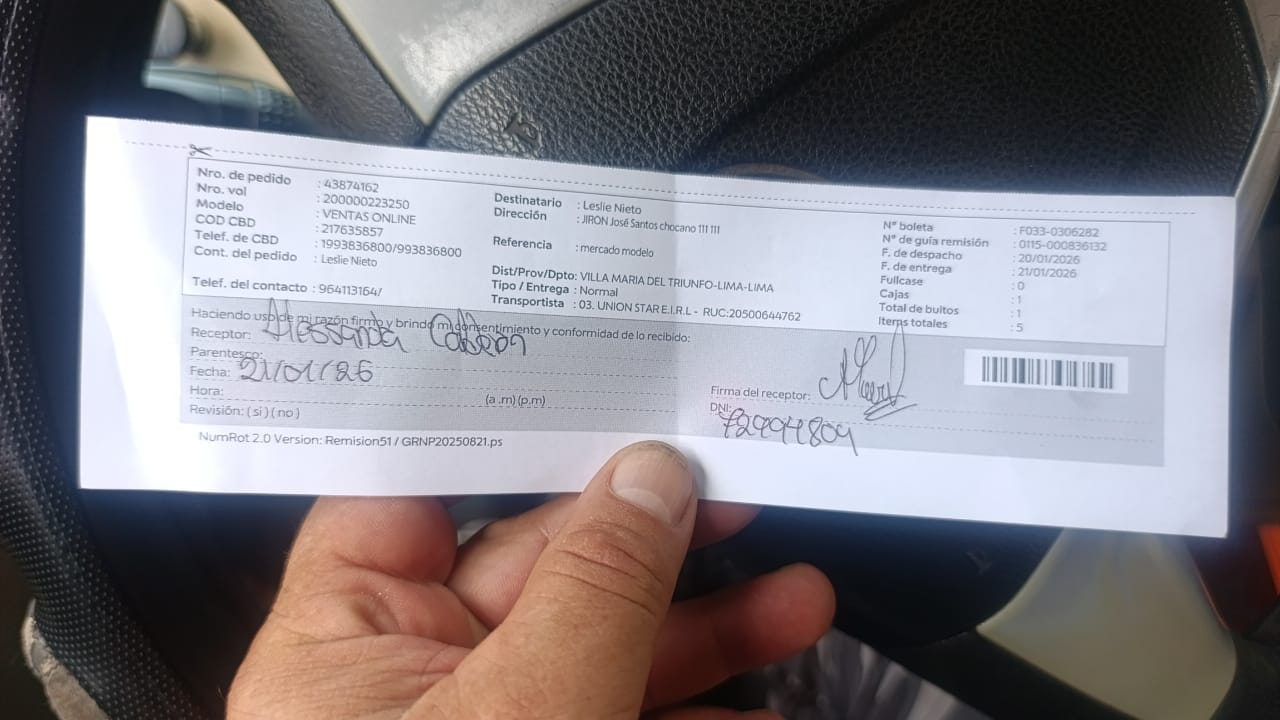 Nro. de pedido : 43874162
Nro. vol : 200000223250
Modelo : VENTAS ONLINE
COD CBD : 217635857
Telef. de CBD : 1993836800/993836800
Cont. del pedido : Leslie Nieto
Telef. del contacto : 964113164/
Destinatario : Leslie Nieto
Dirección : JIRON José Santos chocano 111 111
Referencia : mercado modelo
Dist/Prov/Dpto: VILLA MARIA DEL TRIUNFO-LIMA-LIMA
Tipo / Entrega : Normal
Transportista : 03. UNION STAR E.I.R.L - RUC:20500644762
N° boleta : F033-0306282
N° de guía remisión : 0115-000836132
F. de despacho : 20/01/2026
F. de entrega : 21/01/2026
Fullcase : 0
Cajas : 1
Total de bultos : 1
Items totales : 5
Haciendo uso de mi razón firmo y brindo mi consentimiento y conformidad de lo recibido:
Receptor: Alessandra
Parentesco:
Fecha: 21/01/26
Hora: (a .m) (p.m)
Revisión: ( si ) ( no )
Firma del receptor:
DNI:
NumRot 2.0 Version: Remision51 / GRNP20250821.ps